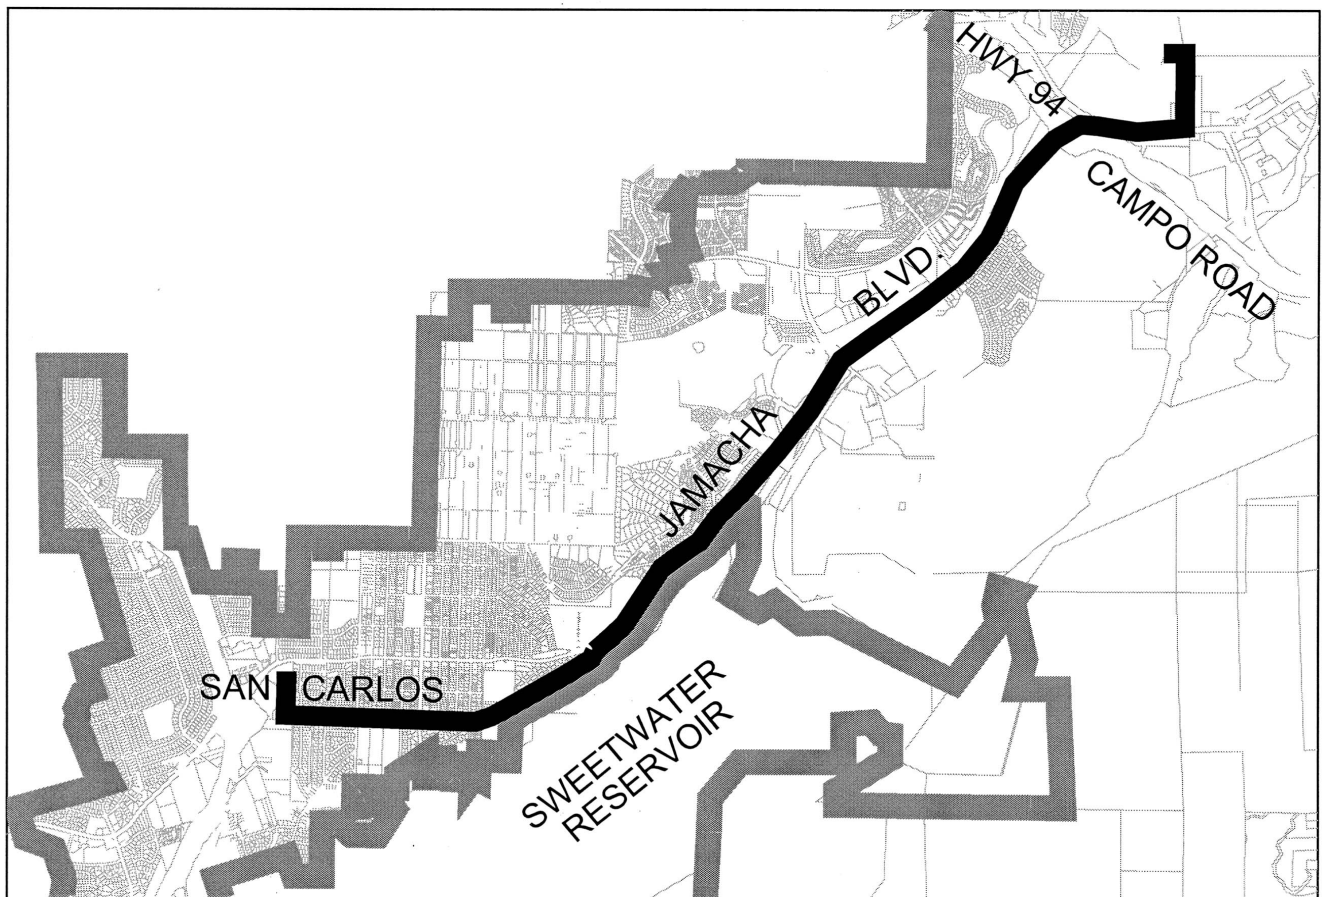 HWY 94
CAMPO ROAD
BLVD.
JAMACHA
SAN CARLOS
SWEETWATER
RESERVOIR